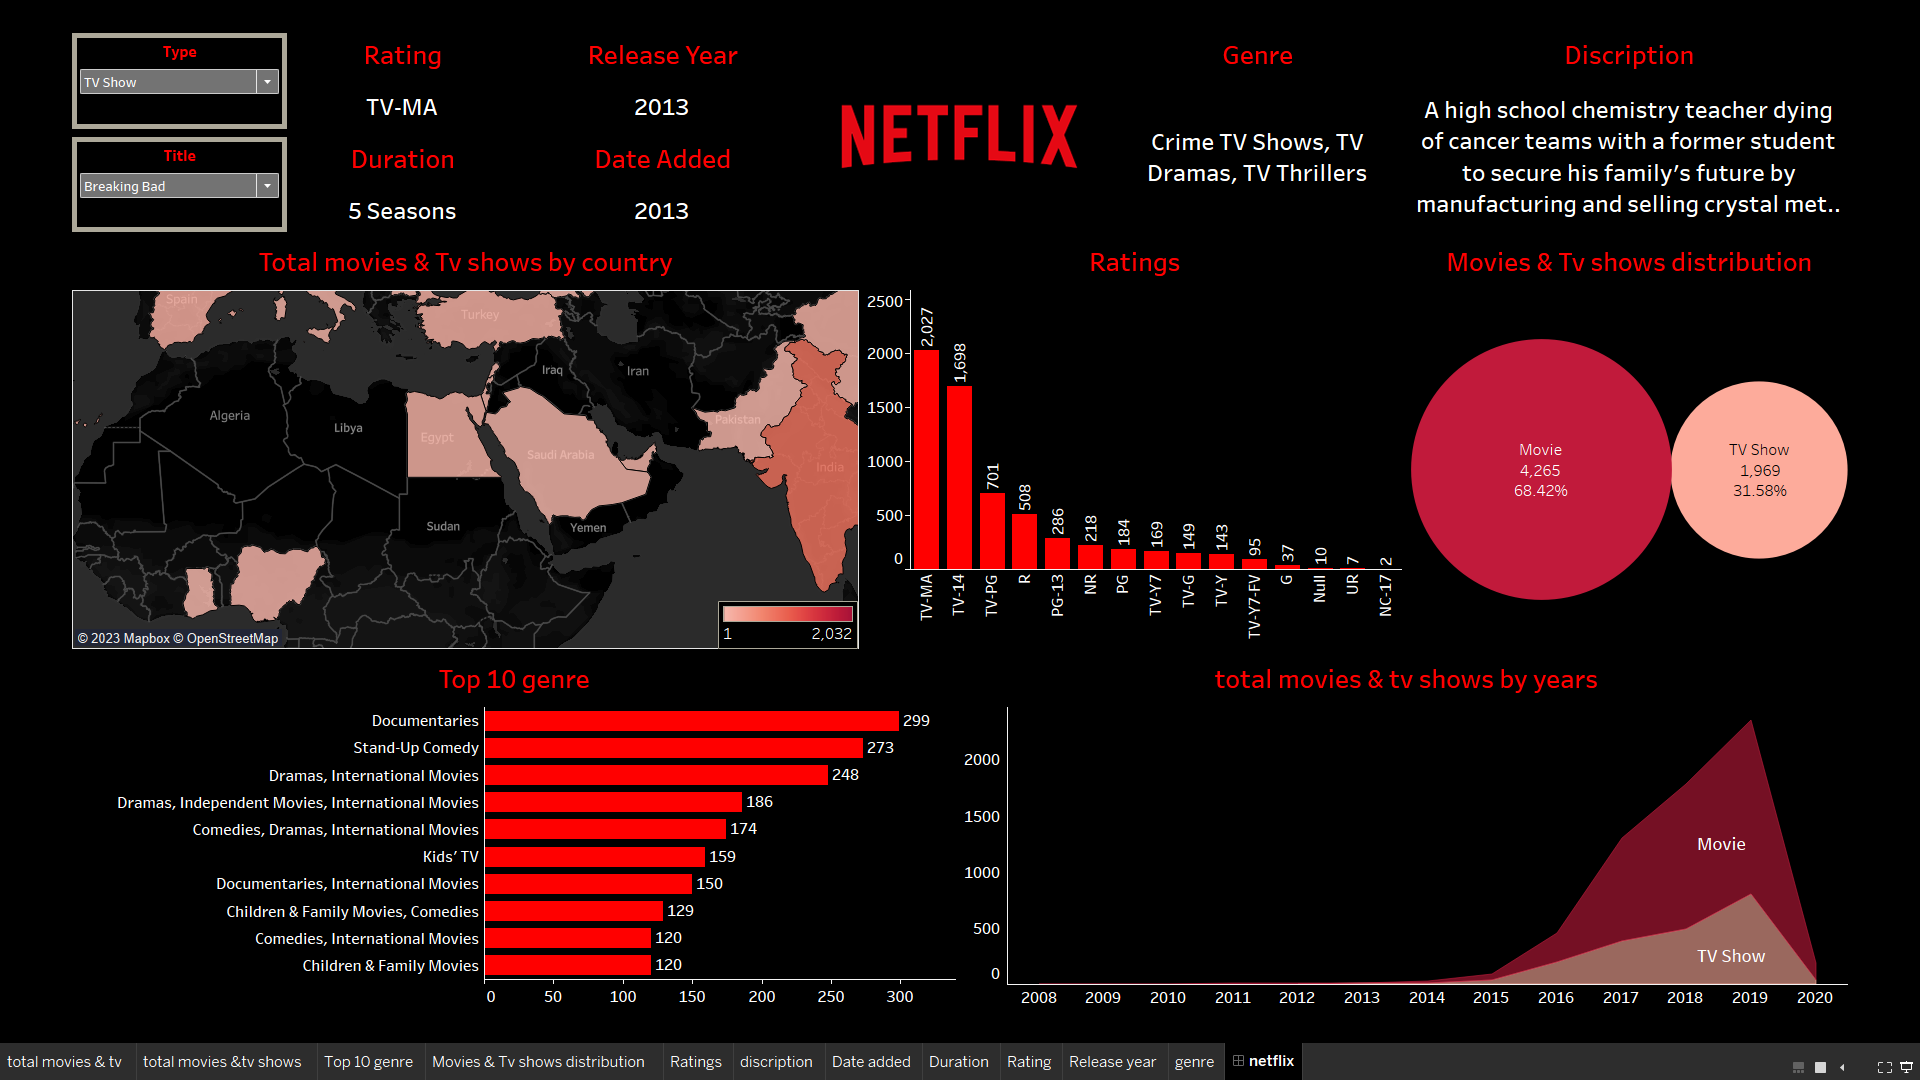 Type
TV Show
Title
Breaking Bad
Rating
TV-MA
Duration
5 Seasons
Release Year
2013
Date Added
2013
NETFLIX
Genre
Crime TV Shows, TV
Dramas, TV Thrillers
Discription
A high school chemistry teacher dying
of cancer teams with a former student
to secure his family’s future by
manufacturing and selling crystal met..
Total movies & Tv shows by country
Spain
Turkey
Iraq
Iran
Algeria
Libya
Egypt
Pakistan
Saudi Arabia
India
Sudan
Yemen
1
2,032
© 2023 Mapbox © OpenStreetMap
Ratings
2500
2000
1500
1000
500
0
2,027
1,698
701
508
286
218
184
169
149
143
95
37
10
7
2
TV-MA
TV-14
TV-PG
R
PG-13
NR
PG
TV-Y7
TV-G
TV-Y
TV-Y7-FV
G
Null
UR
NC-17
Movies & Tv shows distribution
Movie
4,265
68.42%
TV Show
1,969
31.58%
Top 10 genre
Documentaries 299
Stand-Up Comedy 273
Dramas, International Movies 248
Dramas, Independent Movies, International Movies 186
Comedies, Dramas, International Movies 174
Kids’ TV 159
Documentaries, International Movies 150
Children & Family Movies, Comedies 129
Comedies, International Movies 120
Children & Family Movies 120
0 50 100 150 200 250 300
total movies & tv shows by years
2000
1500
1000
500
0
Movie
TV Show
2008 2009 2010 2011 2012 2013 2014 2015 2016 2017 2018 2019 2020
total movies & tv
total movies &tv shows
Top 10 genre
Movies & Tv shows distribution
Ratings
discription
Date added
Duration
Rating
Release year
genre
netflix